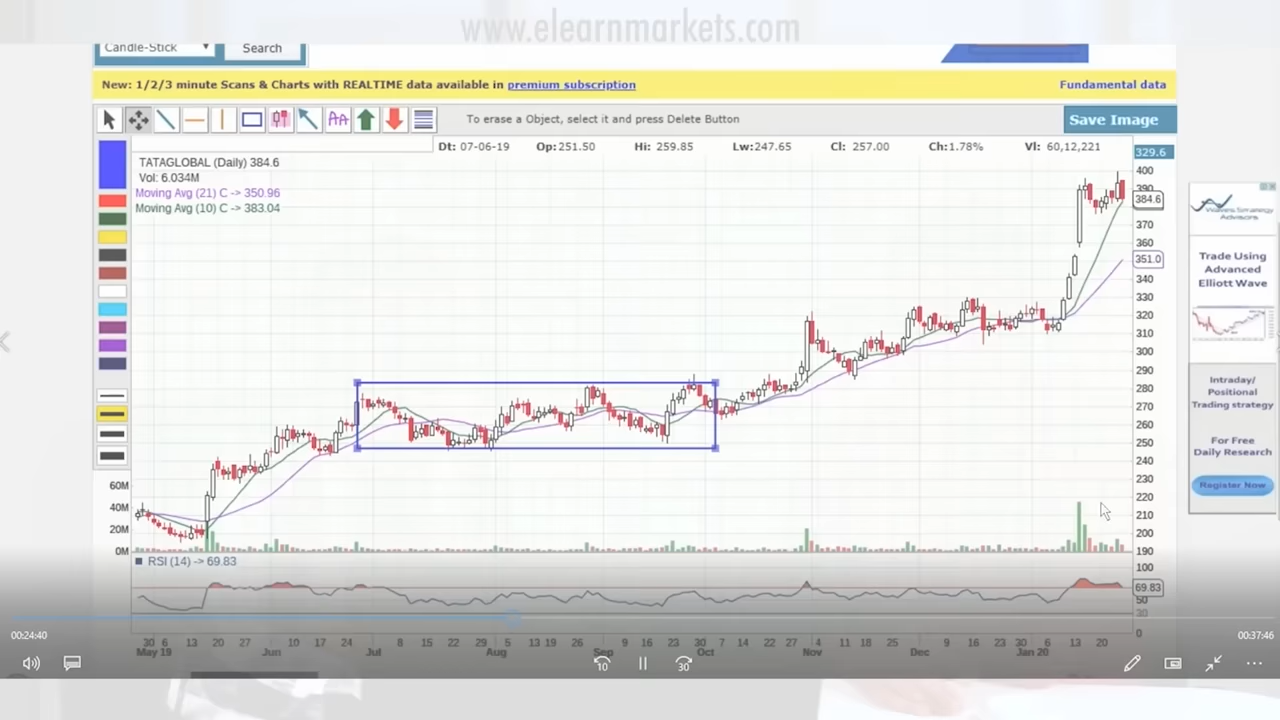 www.elearnmarkets.com
Candle-Stick
Search
New: 1/2/3 minute Scans & Charts with REALTIME data available in premium subscription
Fundamental data
AA
To erase a Object, select it and press Delete Button
Save Image
Dt: 07-06-19 Op:251.50 Hi: 259.85 Lw:247.65 Cl: 257.00 Ch:1.78% Vl: 60,12,221
329.6
TATAGLOBAL (Daily) 384.6
Vol: 6.034M
Moving Avg (21) C -> 350.96
Moving Avg (10) C -> 383.04
400
390
384.6
370
360
351.0
340
330
320
310
300
290
280
270
260
250
240
230
220
210
200
190
60M
40M
20M
0M
RSI (14) -> 69.83
100
69.83
50
30
0
30 6 13 20 27 10 17 24 8 15 22 29 5 13 19 26 9 16 23 30 7 14 22 27 4 11 18 25 9 16 23 30 6 13 20
May 19 Jun Jul Aug Sep Oct Nov Dec Jan 20
Advisors
Trade Using
Advanced
Elliott Wave
Intraday/
Positional
Trading strategy
For Free
Daily Research
Register Now
00:24:40
00:37:46
10
30